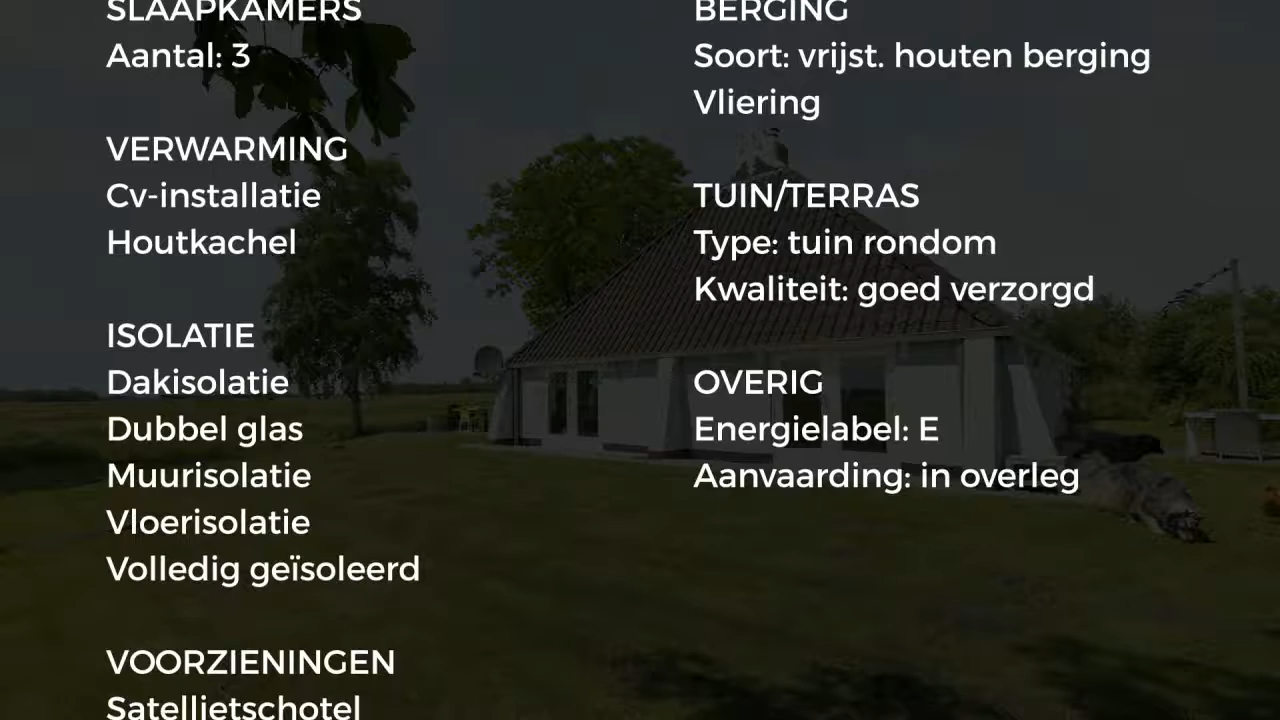 SLAAPKAMERS
Aantal: 3
VERWARMING
Cv-installatie
Houtkachel
ISOLATIE
Dakisolatie
Dubbel glas
Muurisolatie
Vloerisolatie
Volledig geïsoleerd
VOORZIENINGEN
Satellietschotel
BERGING
Soort: vrijst. houten berging
Vliering
TUIN/TERRAS
Type: tuin rondom
Kwaliteit: goed verzorgd
OVERIG
Energielabel: E
Aanvaarding: in overleg